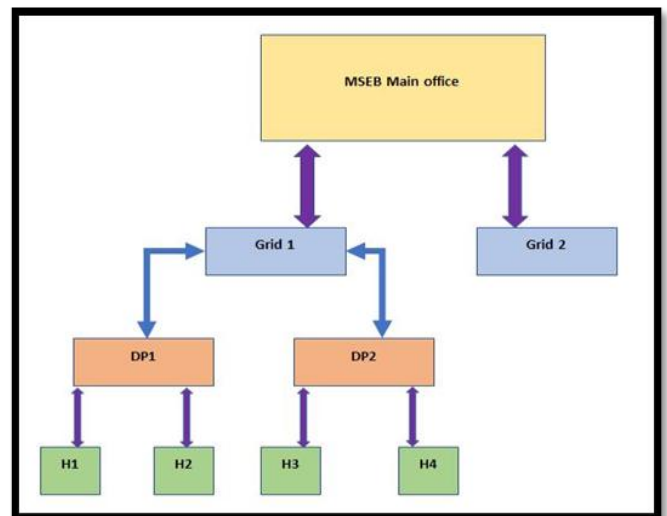 MSEB Main office
Grid 1
Grid 2
DP1
DP2
H1
H2
H3
H4